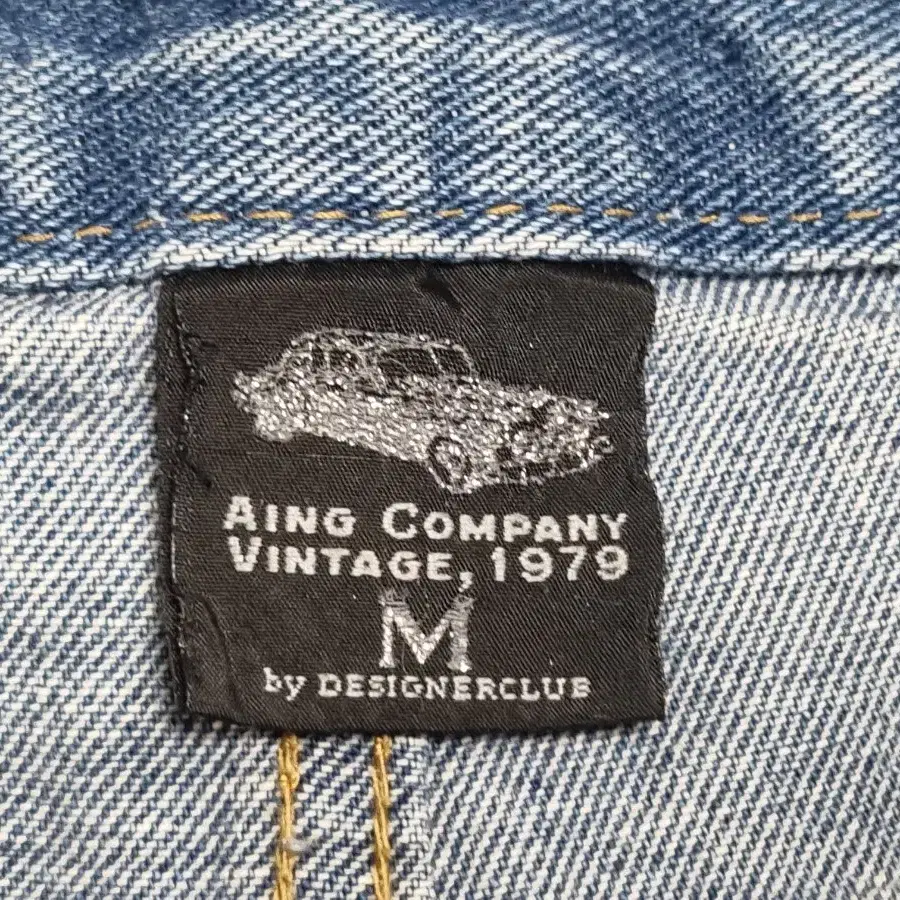 AING COMPANY
VINTAGE, 1979
M
by DESIGNERCLUB